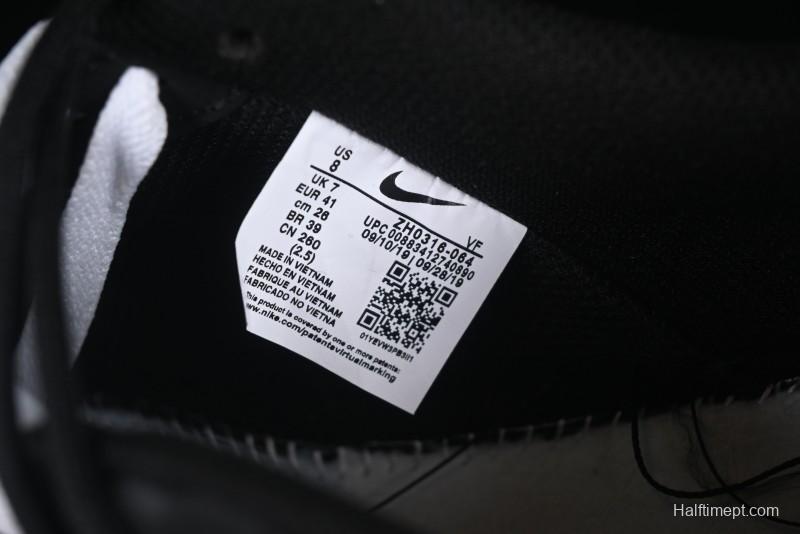 US
8
UK 7
EUR 41
cm 26
BR 39
CN 260
(2.5)
MADE IN VIETNAM
HECHO EN VIETNAM
FABRIQUE AU VIETNAM
FABRICADO NO VIETNA
This product is covered by one or more patents:
www.nike.com/patentsvirtualmarking
VF
ZH0316-064
UPC 00883412740890
09/10/19 | 09/28/19
01YEVW3PB3I11
Halftimept.com